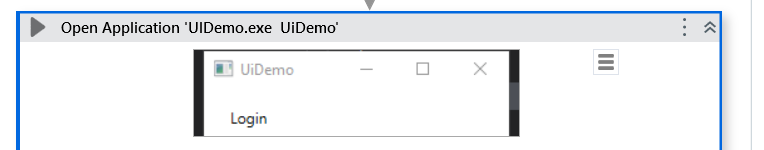 Open Application 'UIDemo.exe  UiDemo'
UiDemo
Login